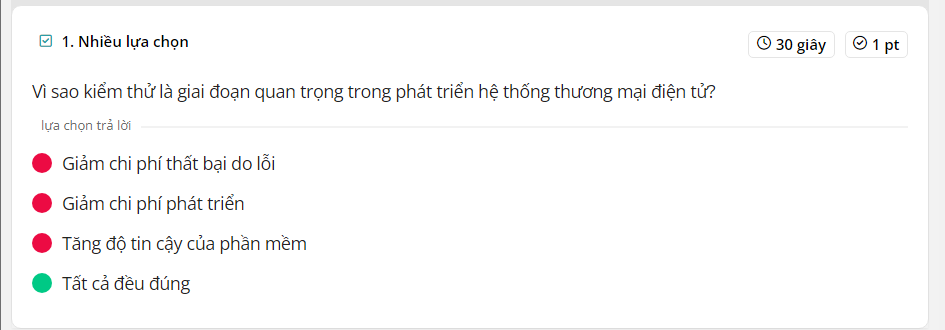 1. Nhiều lựa chọn
30 giây
1 pt
Vì sao kiểm thử là giai đoạn quan trọng trong phát triển hệ thống thương mại điện tử?
lựa chọn trả lời
Giảm chi phí thất bại do lỗi
Giảm chi phí phát triển
Tăng độ tin cậy của phần mềm
Tất cả đều đúng